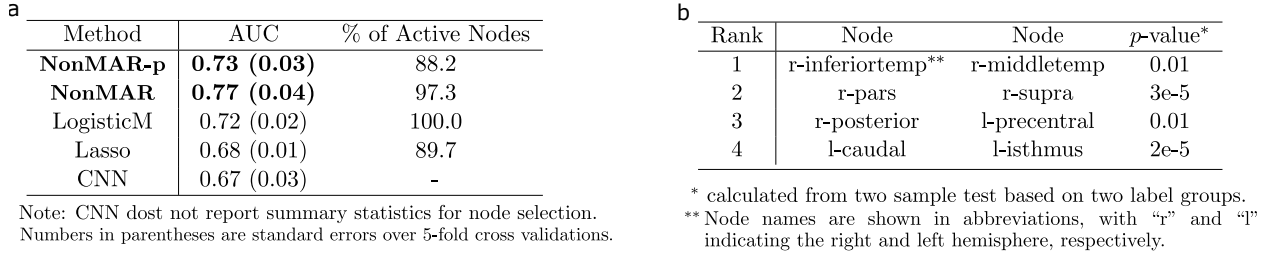 a
Method AUC % of Active Nodes
NonMAR-p 0.73 (0.03) 88.2
NonMAR 0.77 (0.04) 97.3
LogisticM 0.72 (0.02) 100.0
Lasso 0.68 (0.01) 89.7
CNN 0.67 (0.03) -
Note: CNN dost not report summary statistics for node selection.
Numbers in parentheses are standard errors over 5-fold cross validations.
b
Rank Node Node p-value*
1 r-inferiortemp** r-middletemp 0.01
2 r-pars r-supra 3e-5
3 r-posterior l-precentral 0.01
4 l-caudal l-isthmus 2e-5
* calculated from two sample test based on two label groups.
** Node names are shown in abbreviations, with “r” and “l”
indicating the right and left hemisphere, respectively.